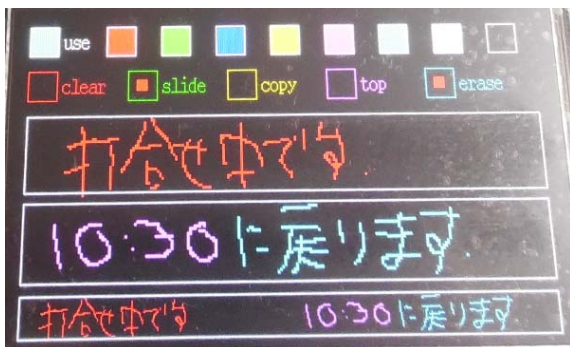 use
clear slide copy top erase
打合せ中です.
10:30に戻ります.
打合せ中です 10:30に戻ります.